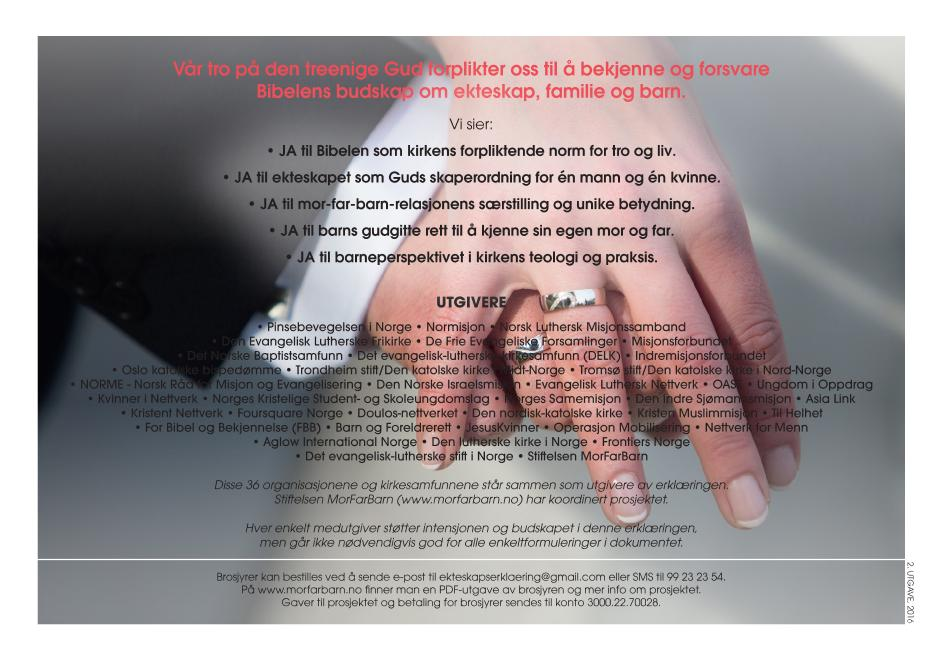 Vår tro på den treenige Gud forplikter oss til å bekjenne og forsvare
Bibelens budskap om ekteskap, familie og barn.
Vi sier:
• JA til Bibelen som kirkens forpliktende norm for tro og liv.
• JA til ekteskapet som Guds skaperordning for én mann og én kvinne.
• JA til mor-far-barn-relasjonens særstilling og unike betydning.
• JA til barns gudgitte rett til å kjenne sin egen mor og far.
• JA til barneperspektivet i kirkens teologi og praksis.
UTGIVERE
• Pinsebevegelsen i Norge • Normisjon • Norsk Luthersk Misjonssamband
• Den Evangelisk Lutherske Frikirke • De Frie Evangeliske Forsamlinger • Misjonsforbundet
• Det Norske Baptistsamfunn • Det evangelisk-lutherske kirkesamfunn (DELK) • Indremisjonsforbundet
• Oslo katolske bispedømme • Trondheim stift/Den katolske kirke i Midt-Norge • Tromsø stift/Den katolske kirke i Nord-Norge
• NORME - Norsk Råd for Misjon og Evangelisering • Den Norske Israelsmisjon • Evangelisk Luthersk Nettverk • OASE • Ungdom i Oppdrag
• Kvinner i Nettverk • Norges Kristelige Student- og Skoleungdomslag • Norges Samemisjon • Den Indre Sjømannsmisjon • Asia Link
• Kristent Nettverk • Foursquare Norge • Doulos-nettverket • Den nordisk-katolske kirke • Kristen Muslimmisjon • Til Helhet
• For Bibel og Bekjennelse (FBB) • Barn og Foreldrerett • JesusKvinner • Operasjon Mobilisering • Nettverk for Menn
• Aglow International Norge • Den lutherske kirke i Norge • Frontiers Norge
• Det evangelisk-lutherske stift i Norge • Stiftelsen MorFarBarn
Disse 36 organisasjonene og kirkesamfunnene står sammen som utgivere av erklæringen.
Stiftelsen MorFarBarn (www.morfarbarn.no) har koordinert prosjektet.
Hver enkelt medutgiver støtter intensjonen og budskapet i denne erklæringen,
men går ikke nødvendigvis god for alle enkeltformuleringer i dokumentet.
Brosjyrer kan bestilles ved å sende e-post til ekteskapserklaering@gmail.com eller SMS til 99 23 23 54.
På www.morfarbarn.no finner man en PDF-utgave av brosjyren og mer info om prosjektet.
Gaver til prosjektet og betaling for brosjyrer sendes til konto 3000.22.70028.
2. UTGAVE, 2016